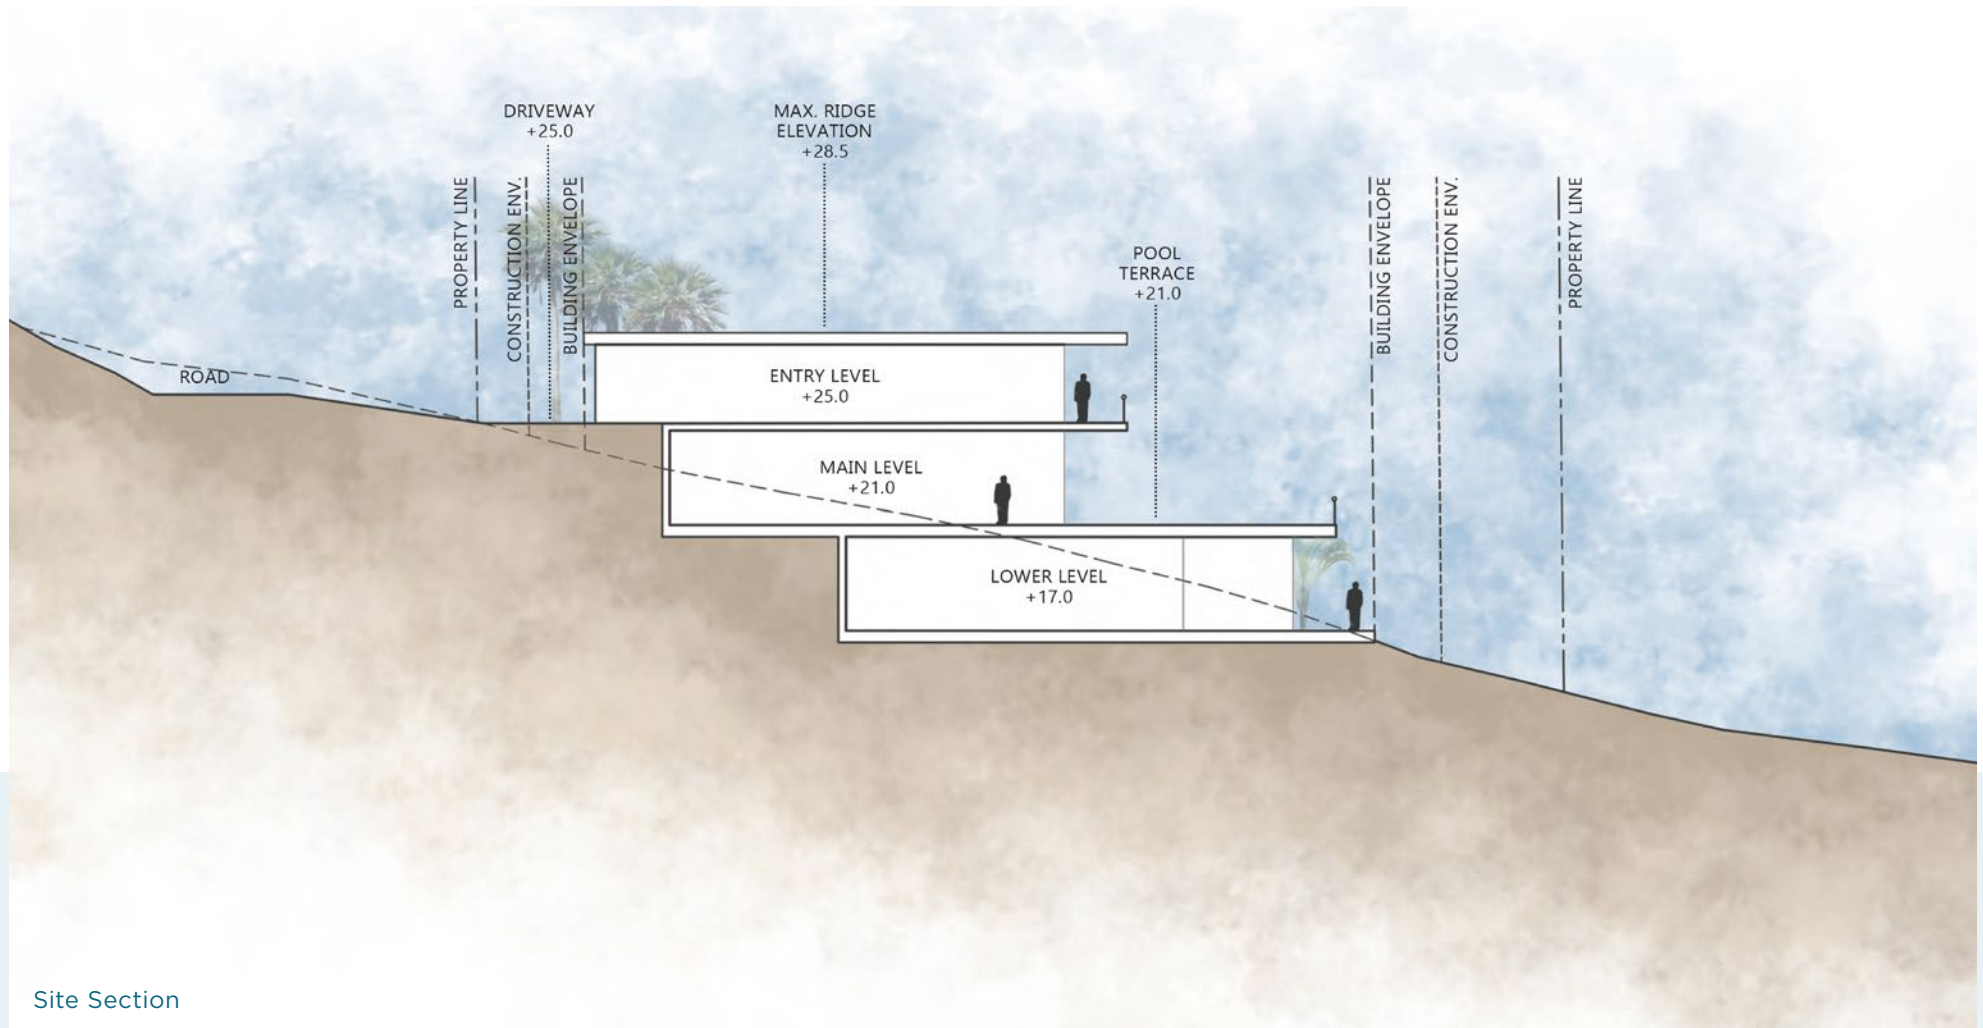 DRIVEWAY
+25.0
MAX. RIDGE
ELEVATION
+28.5
PROPERTY LINE
CONSTRUCTION ENV.
BUILDING ENVELOPE
POOL
TERRACE
+21.0
BUILDING ENVELOPE
CONSTRUCTION ENV.
PROPERTY LINE
ROAD
ENTRY LEVEL
+25.0
MAIN LEVEL
+21.0
LOWER LEVEL
+17.0
Site Section